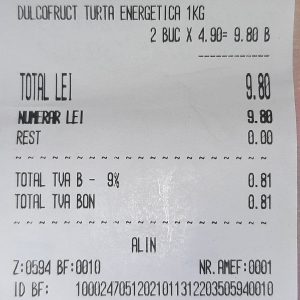 DULCOFRUCT TURTA ENERGETICA 1KG
2 BUC X 4.90= 9.80 B
TOTAL LEI 9.80
NUMERAR LEI 9.80
REST 0.00
TOTAL TVA B - 9% 0.81
TOTAL TVA BON 0.81
ALIN
Z:0594 BF:0010 NR.AMEF:0001
ID BF: 1000247051202101131220350594​0010